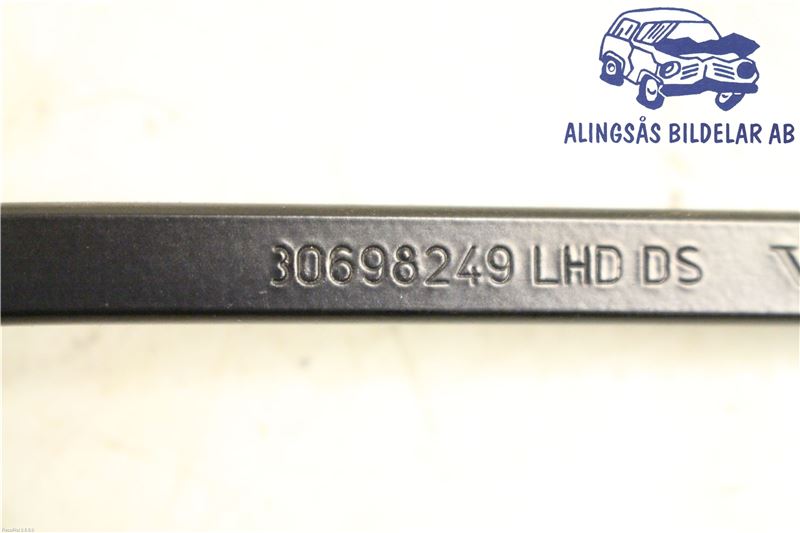 ALINGSÅS BILDELAR AB
30698249 LHD DS V